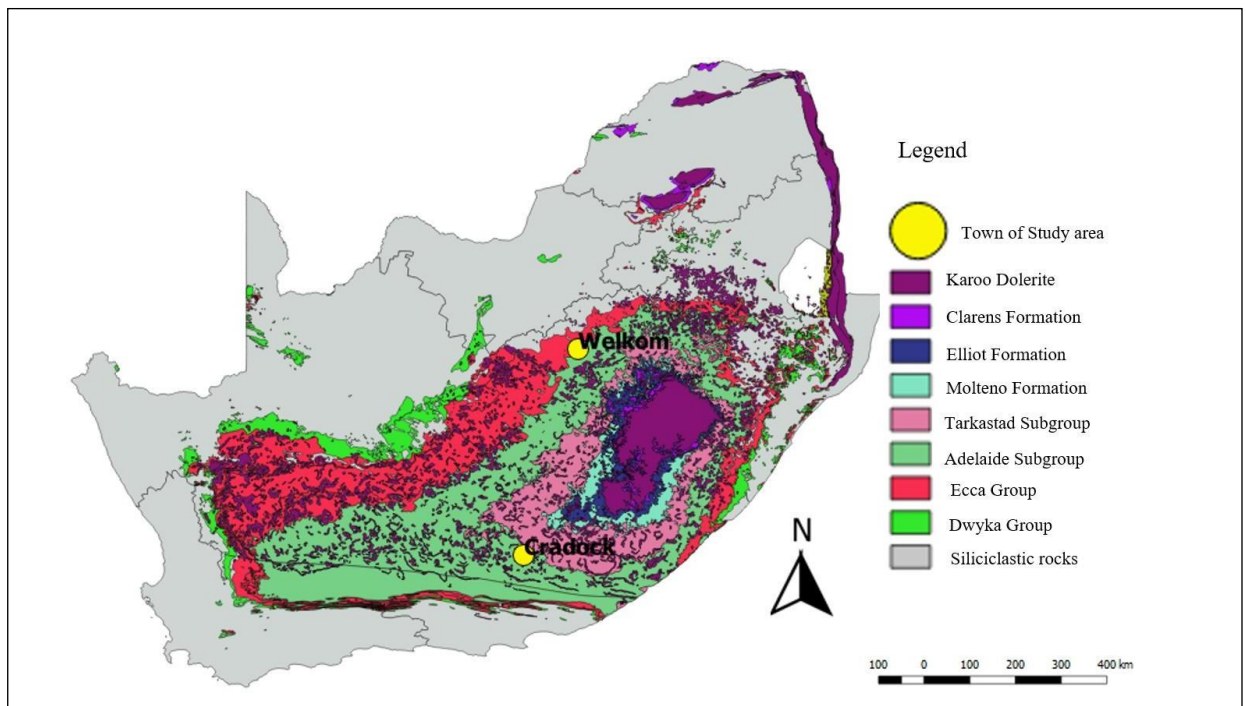 Legend
Town of Study area
Karoo Dolerite
Clarens Formation
Elliot Formation
Molteno Formation
Tarkastad Subgroup
Adelaide Subgroup
Ecca Group
Dwyka Group
Siliciclastic rocks
Welkom
Cradock
N
100 0 100 200 300 400 km